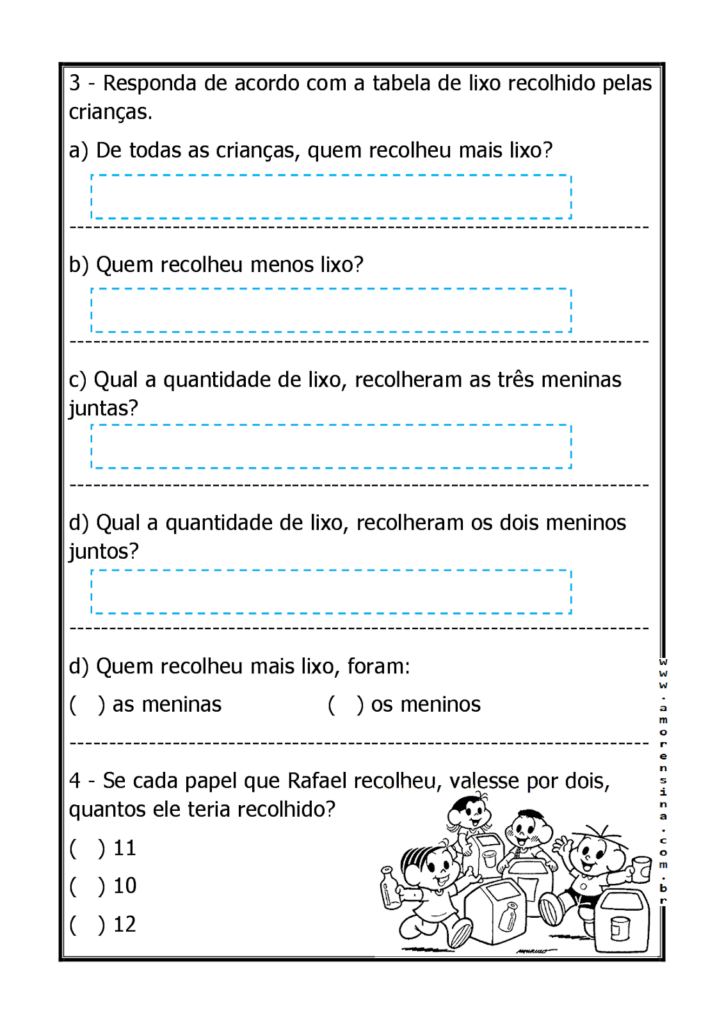 3 - Responda de acordo com a tabela de lixo recolhido pelas
crianças.
a) De todas as crianças, quem recolheu mais lixo?
b) Quem recolheu menos lixo?
c) Qual a quantidade de lixo, recolheram as três meninas
juntas?
d) Qual a quantidade de lixo, recolheram os dois meninos
juntos?
d) Quem recolheu mais lixo, foram:
(   ) as meninas (   ) os meninos
4 - Se cada papel que Rafael recolheu, valesse por dois,
quantos ele teria recolhido?
(   ) 11
(   ) 10
(   ) 12
www.amorensina.com.br